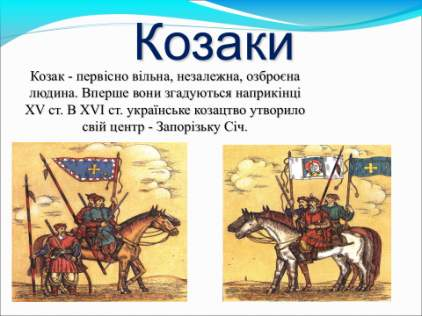 Козаки
Козак - первісно вільна, незалежна, озброєна
людина. Вперше вони згадуються наприкінці
XV ст. В XVI ст. українське козацтво утворило
свій центр - Запорізьку Січ.